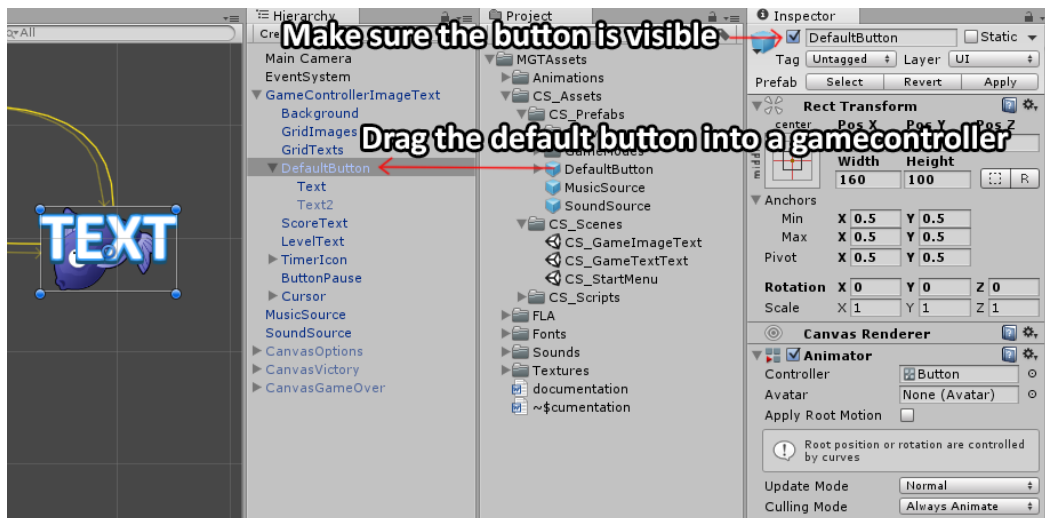 All
TEXT
Hierarchy
Cre
Main Camera
EventSystem
GameControllerImageText
Background
GridImages
GridTexts
DefaultButton
Text
Text2
ScoreText
LevelText
TimerIcon
ButtonPause
Cursor
MusicSource
SoundSource
CanvasOptions
CanvasVictory
CanvasGameOver
Make sure the button is visible
Drag the default button into a gamecontroller
Project
MGTAssets
Animations
CS_Assets
CS_Prefabs
GameModes
DefaultButton
MusicSource
SoundSource
CS_Scenes
CS_GameImageText
CS_GameTextText
CS_StartMenu
CS_Scripts
FLA
Fonts
Sounds
Textures
documentation
~$cumentation
Inspector
DefaultButton Static
Tag Untagged Layer UI
Prefab Select Revert Apply
Rect Transform
center Pos X Pos Y Pos Z
Width Height
160 100 R
Anchors
Min X 0.5 Y 0.5
Max X 0.5 Y 0.5
Pivot X 0.5 Y 0.5
Rotation X 0 Y 0 Z 0
Scale X 1 Y 1 Z 1
Canvas Renderer
Animator
Controller Button
Avatar None (Avatar)
Apply Root Motion
Root position or rotation are controlled
by curves
Update Mode Normal
Culling Mode Always Animate